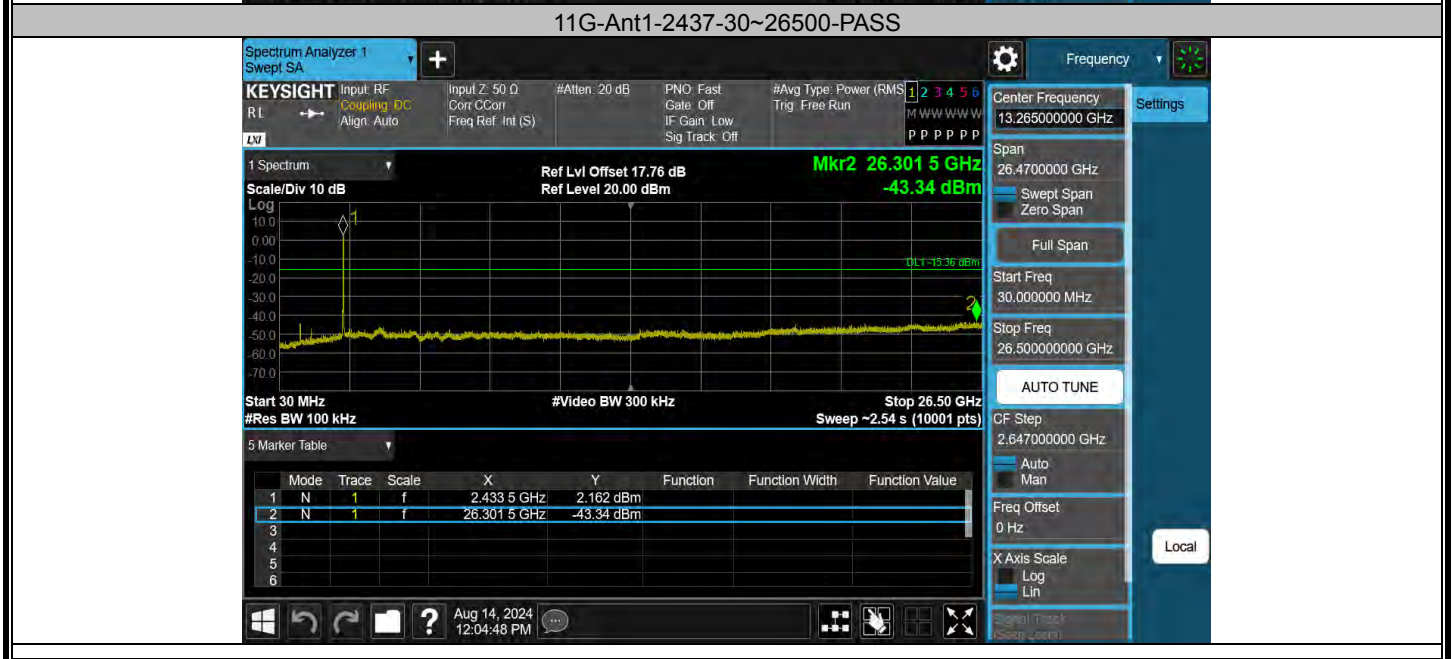 11G-Ant1-2437-30~26500-PASS
Spectrum Analyzer 1
Swept SA
+
Frequency
KEYSIGHT
RL
LXI
Input: RF
Coupling: DC
Align: Auto
Input Z: 50 Ω
Corr CCorr
Freq Ref: Int (S)
#Atten: 20 dB
PNO: Fast
Gate: Off
IF Gain: Low
Sig Track: Off
#Avg Type: Power (RMS
Trig: Free Run
1 2 3 4 5 6
M W W W W W
P P P P P P
Center Frequency
13.265000000 GHz
Settings
1 Spectrum
Scale/Div 10 dB
Ref Lvl Offset 17.76 dB
Ref Level 20.00 dBm
Mkr2 26.301 5 GHz
-43.34 dBm
Log
10.0
0.00
-10.0
-20.0
-30.0
-40.0
-50.0
-60.0
-70.0
1
DL1 -15.36 dBm
2
Start 30 MHz
#Video BW 300 kHz
Stop 26.50 GHz
#Res BW 100 kHz
Sweep ~2.54 s (10001 pts)
Span
26.4700000 GHz
Swept Span
Zero Span
Full Span
Start Freq
30.000000 MHz
Stop Freq
26.500000000 GHz
AUTO TUNE
CF Step
2.647000000 GHz
Auto
Man
Freq Offset
0 Hz
X Axis Scale
Log
Lin
Signal Track
(Span Zoom)
Local
5 Marker Table
Mode Trace Scale X Y Function Function Width Function Value
1 N 1 f 2.433 5 GHz 2.162 dBm
2 N 1 f 26.301 5 GHz -43.34 dBm
3
4
5
6
?
Aug 14, 2024
12:04:48 PM